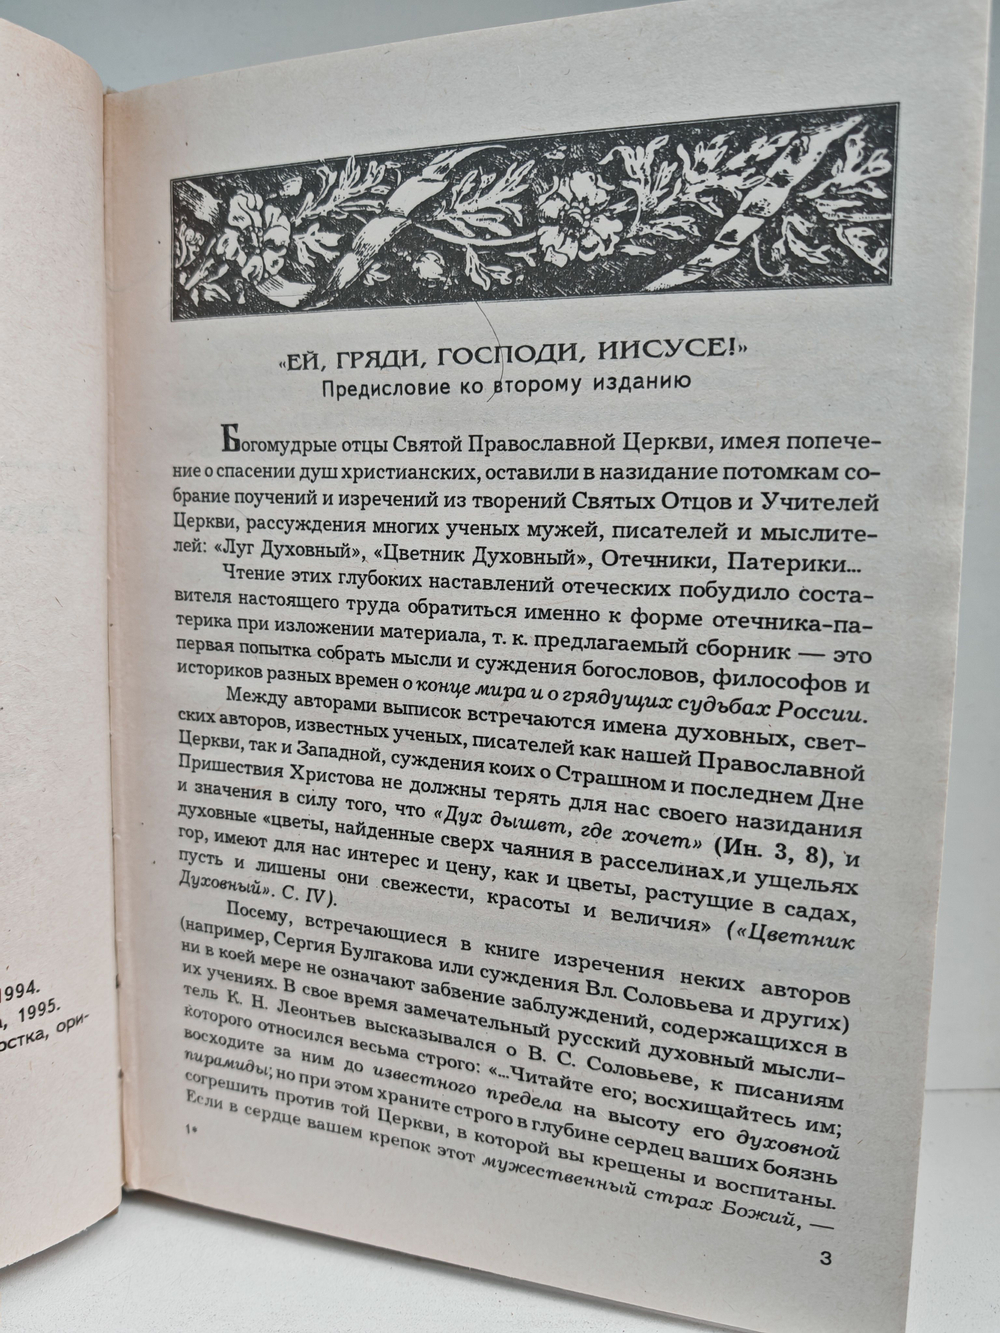 1994.
, 1995.
остка, ори-
«ЕЙ, ГРЯДИ, ГОСПОДИ, ИИСУСЕ!»
Предисловие ко второму изданию
Богомудрые отцы Святой Православной Церкви, имея попече-
ние о спасении душ христианских, оставили в назидание потомкам со-
брание поучений и изречений из творений Святых Отцов и Учителей
Церкви, рассуждения многих ученых мужей, писателей и мыслите-
лей: «Луг Духовный», «Цветник Духовный», Отечники, Патерики...
Чтение этих глубоких наставлений отеческих побудило соста-
вителя настоящего труда обратиться именно к форме отечника-па-
терика при изложении материала, т. к. предлагаемый сборник — это
первая попытка собрать мысли и суждения богословов, философов и
историков разных времен о конце мира и о грядущих судьбах России.
Между авторами выписок встречаются имена духовных, свет-
ских авторов, известных ученых, писателей как нашей Православной
Церкви, так и Западной, суждения коих о Страшном и последнем Дне
Пришествия Христова не должны терять для нас своего назидания
и значения в силу того, что «Дух дышвт, где хочет» (Ин. 3, 8), и
духовные «цветы, найденные сверх чаяния в расселинах и ущельях
гор, имеют для нас интерес и цену, как и цветы, растущие в садах,
пусть и лишены они свежести, красоты и величия» («Цветник
Духовный». С. IV).
Посему, встречающиеся в книге изречения неких авторов
(например, Сергия Булгакова или суждения Вл. Соловьева и других)
ни в коей мере не означают забвение заблуждений, содержащихся в
их учениях. В свое время замечательный русский духовный мысли-
тель К. Н. Леонтьев высказывался о В. С. Соловьеве, к писаниям
которого относился весьма строго: «...Читайте его; восхищайтесь им;
восходите за ним до известного предела на высоту его духовной
пирамиды; но при этом храните строго в глубине сердец ваших боязнь
согрешить против той Церкви, в которой вы крещены и воспитаны.
Если в сердце вашем крепок этот мужественный страх Божий, —
1*
3